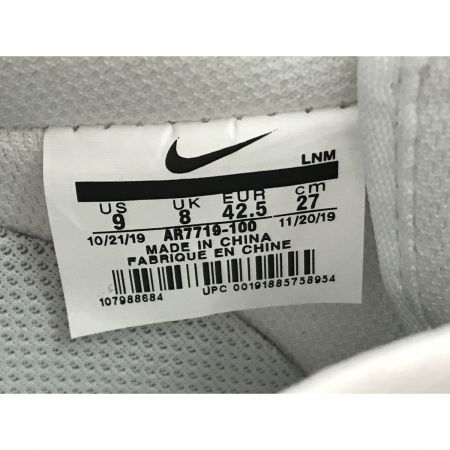 LNM
US UK EUR cm
9 8 42.5 27
10/21/19 AR7719-100 11/20/19
MADE IN CHINA
FABRIQUE EN CHINE
107988684 UPC 00191885758954